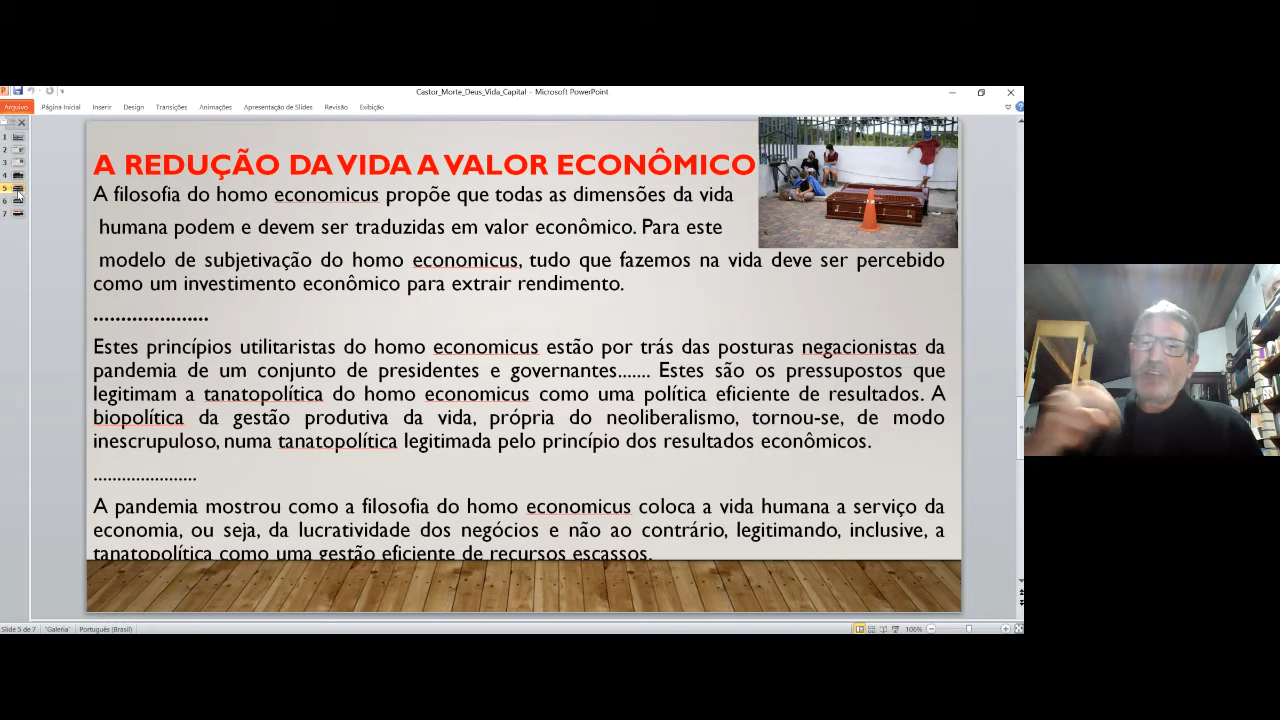 Castor_Morte_Deus_Vida_Capital - Microsoft PowerPoint
Arquivo Página Inicial Inserir Design Transições Animações Apresentação de Slides Revisão Exibição
1
2
3
4
5
6
7
A REDUÇÃO DA VIDA A VALOR ECONÔMICO
A filosofia do homo economicus propõe que todas as dimensões da vida
humana podem e devem ser traduzidas em valor econômico. Para este
modelo de subjetivação do homo economicus, tudo que fazemos na vida deve ser percebido
como um investimento econômico para extrair rendimento.
.....................
Estes princípios utilitaristas do homo economicus estão por trás das posturas negacionistas da
pandemia de um conjunto de presidentes e governantes....... Estes são os pressupostos que
legitimam a tanatopolítica do homo economicus como uma política eficiente de resultados. A
biopolítica da gestão produtiva da vida, própria do neoliberalismo, tornou-se, de modo
inescrupuloso, numa tanatopolítica legitimada pelo princípio dos resultados econômicos.
......................
A pandemia mostrou como a filosofia do homo economicus coloca a vida humana a serviço da
economia, ou seja, da lucratividade dos negócios e não ao contrário, legitimando, inclusive, a
tanatopolítica como uma gestão eficiente de recursos escassos.
Slide 5 de 7 "Galeria" Português (Brasil) 106%